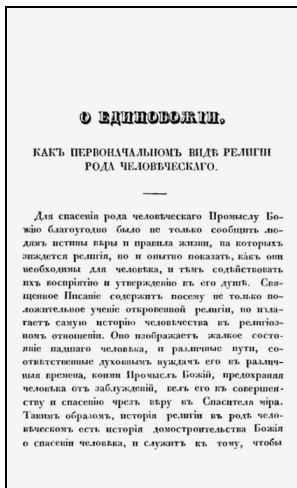 О ЕДИНОБОЖІИ,
КАКЪ ПЕРВОНАЧАЛЬНОМЪ ВИДѢ РЕЛИГІИ
РОДА ЧЕЛОВѢЧЕСКАГО.
Для спасенія рода человѣческаго Промыслу Бо-
жію благоугодно было не только сообщить лю-
дямъ истины вѣры и правила жизни, на которыхъ
зиждется религія, но и опытно показать, какъ они
необходимы для человѣка, и тѣмъ содѣйствовать
ихъ воспріятію и утвержденію въ его душѣ. Свя-
щенное Писаніе содержитъ посему не только по-
ложительное ученіе откровенной религіи, но изла-
гаетъ самую исторію человѣчества въ религіоз-
номъ отношеніи. Оно изображаетъ жалкое состо-
яніе падшаго человѣка, и различные пути, со-
отвѣтственные духовнымъ нуждамъ его въ различ-
ныя времена, коими Промыслъ Божій, предохраняя
человѣка отъ заблужденій, велъ его къ совершен-
ству и спасенію чрезъ вѣру въ Спасителя міра.
Такимъ образомъ, исторія религіи въ родѣ чело-
вѣческомъ есть исторія домостроительства Божія
о спасеніи человѣка, и служитъ къ тому, чтобы